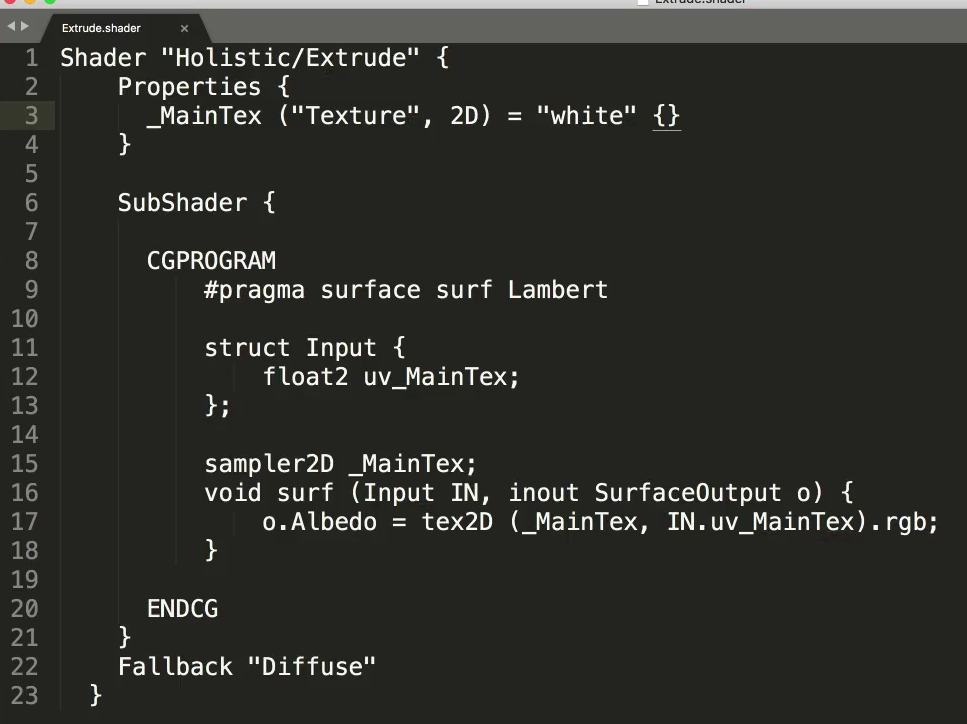 Extrude.shader
Extrude.shader ×
1 Shader "Holistic/Extrude" {
2 Properties {
3 _MainTex ("Texture", 2D) = "white" {}
4 }
5
6 SubShader {
7
8 CGPROGRAM
9 #pragma surface surf Lambert
10
11 struct Input {
12 float2 uv_MainTex;
13 };
14
15 sampler2D _MainTex;
16 void surf (Input IN, inout SurfaceOutput o) {
17 o.Albedo = tex2D (_MainTex, IN.uv_MainTex).rgb;
18 }
19
20 ENDCG
21 }
22 Fallback "Diffuse"
23 }